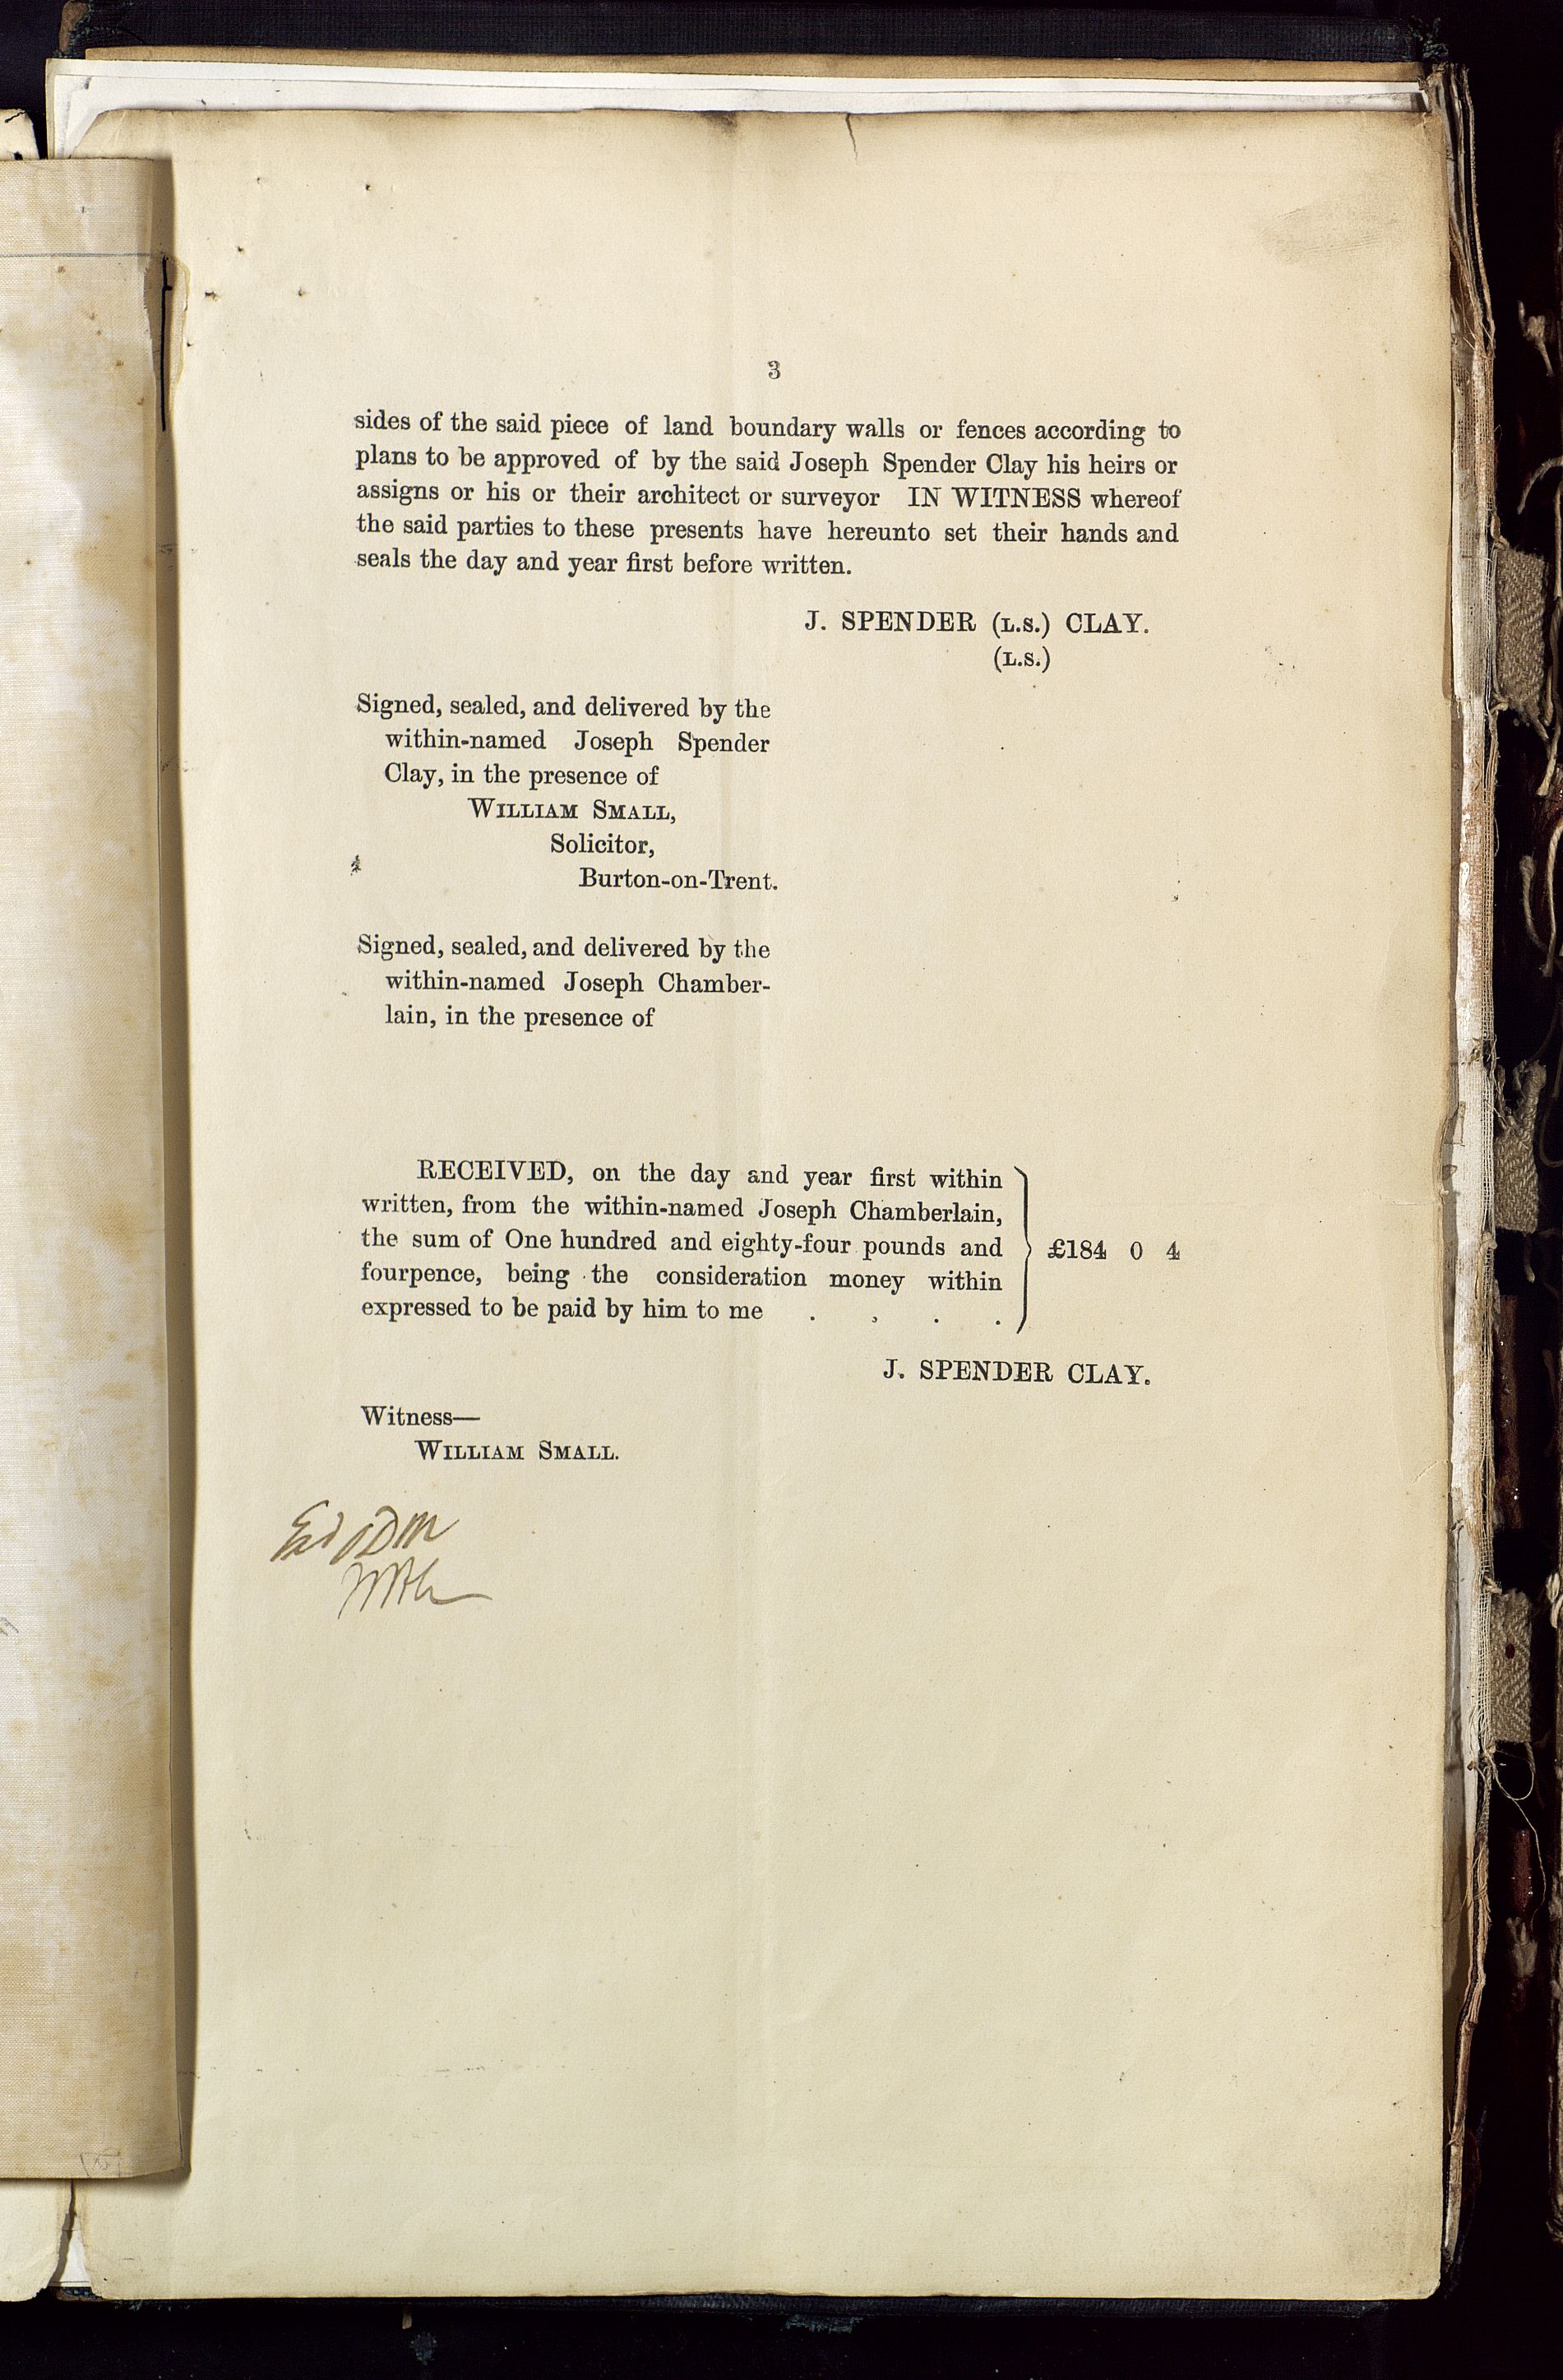 3
sides of the said piece of land boundary walls or fences according to
plans to be approved of by the said Joseph Spender Clay his heirs or
assigns or his or their architect or surveyor IN WITNESS whereof
the said parties to these presents have hereunto set their hands and
seals the day and year first before written.
J. SPENDER (L.S.) CLAY.
(L.S.)
Signed, sealed, and delivered by the
within-named Joseph Spender
Clay, in the presence of
WILLIAM SMALL,
Solicitor,
Burton-on-Trent.
Signed, sealed, and delivered by the
within-named Joseph Chamber-
lain, in the presence of
RECEIVED, on the day and year first within
written, from the within-named Joseph Chamberlain,
the sum of One hundred and eighty-four pounds and
fourpence, being the consideration money within
expressed to be paid by him to me . . . .
£184 0 4
J. SPENDER CLAY.
Witness—
WILLIAM SMALL.